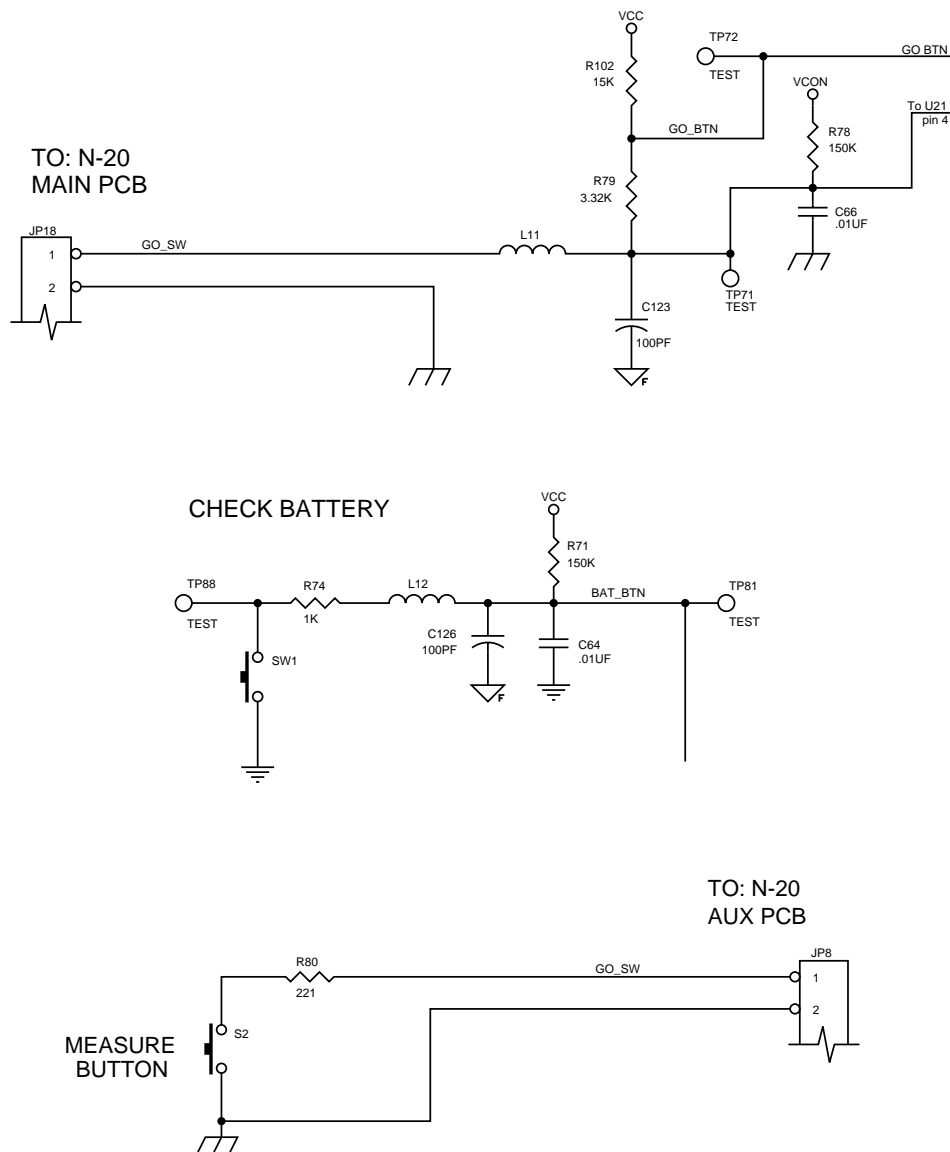 VCC
TP72
TEST
GO BTN
R102
15K
VCON
To U21
pin 4
GO_BTN
R78
150K
TO: N-20
MAIN PCB
R79
3.32K
C66
.01UF
JP18
1
GO_SW
L11
2
TP71
TEST
C123
100PF
F
CHECK BATTERY
VCC
R71
150K
TP88
TEST
R74
1K
L12
BAT_BTN
TP81
TEST
C126
100PF
C64
.01UF
SW1
F
TO: N-20
AUX PCB
JP8
R80
221
GO_SW
1
2
S2
MEASURE
BUTTON